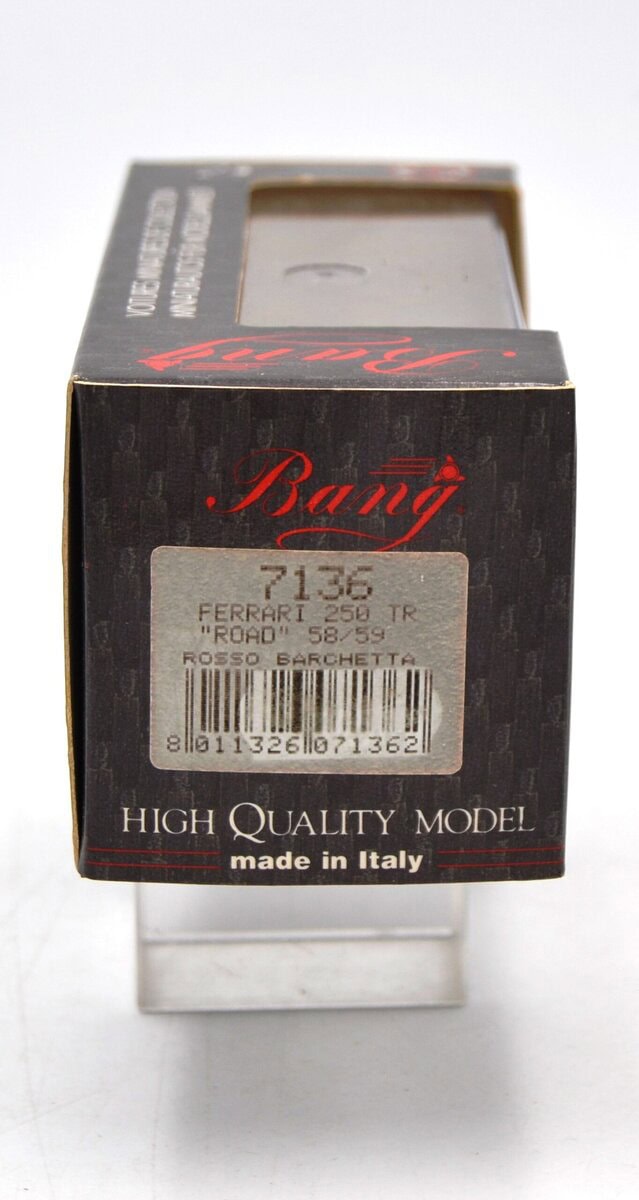 Bang
Bang
7136
FERRARI 250 TR
"ROAD" 58/59
ROSSO BARCHETTA
8 011326 071362
HIGH QUALITY MODEL
made in Italy